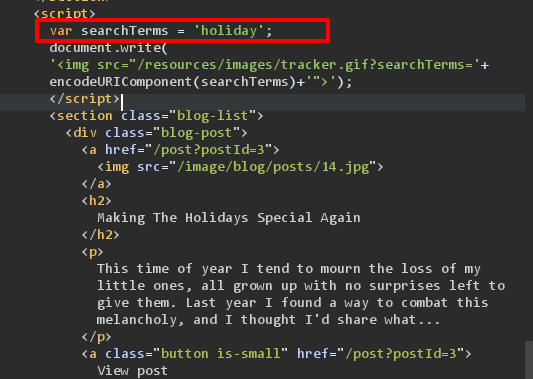 <script>
var searchTerms = 'holiday';
document.write(
'<img src="/resources/images/tracker.gif?searchTerms='+
encodeURIComponent(searchTerms)+'">');
</script>
<section class="blog-list">
<div class="blog-post">
<a href="/post?postId=3">
<img src="/image/blog/posts/14.jpg">
</a>
<h2>
Making The Holidays Special Again
</h2>
<p>
This time of year I tend to mourn the loss of my
little ones, all grown up with no surprises left to
give them. Last year I found a way to combat this
melancholy, and I thought I'd share what...
</p>
<a class="button is-small" href="/post?postId=3">
View post